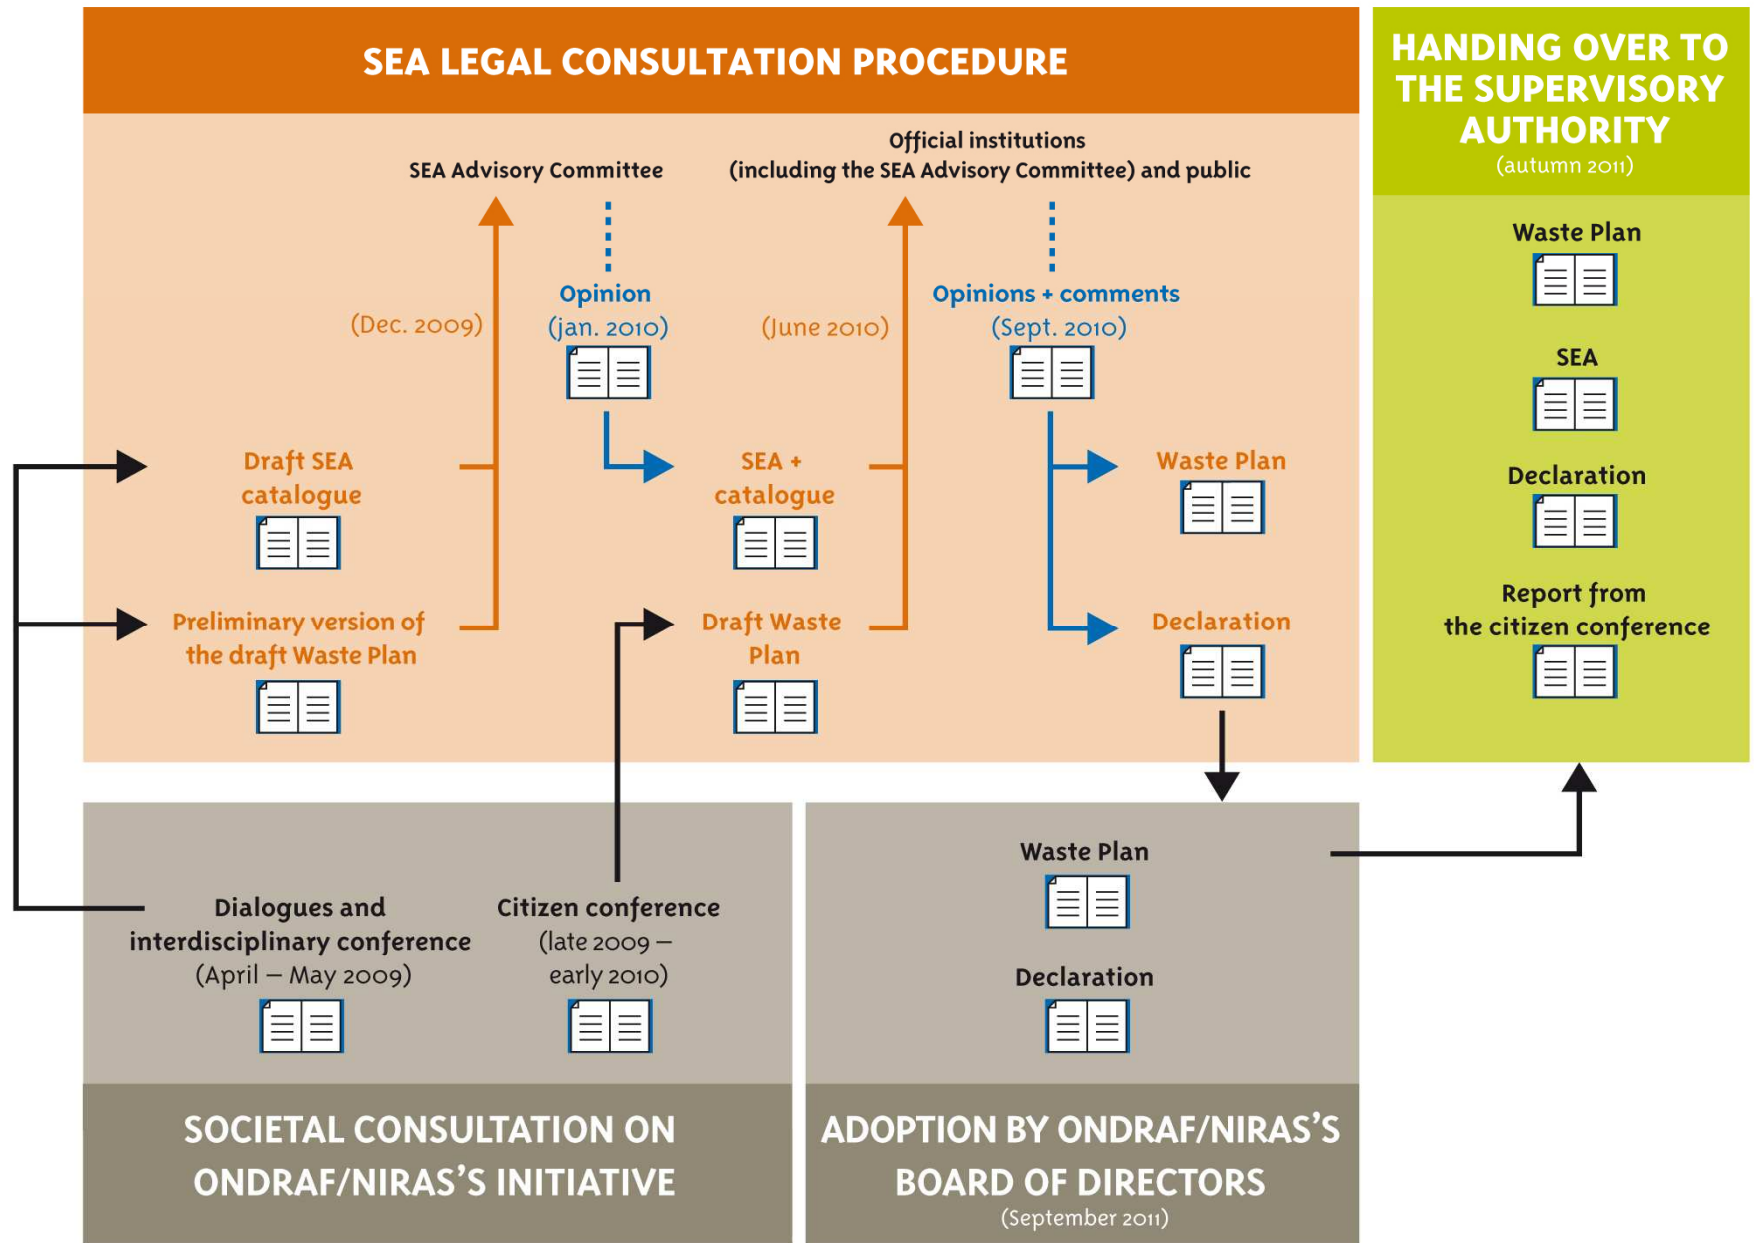 SEA LEGAL CONSULTATION PROCEDURE
SEA Advisory Committee
Official institutions
(including the SEA Advisory Committee) and public
(Dec. 2009)
Opinion
(jan. 2010)
(June 2010)
Opinions + comments
(Sept. 2010)
Draft SEA
catalogue
SEA +
catalogue
Waste Plan
Preliminary version of
the draft Waste Plan
Draft Waste
Plan
Declaration
HANDING OVER TO
THE SUPERVISORY
AUTHORITY
(autumn 2011)
Waste Plan
SEA
Declaration
Report from
the citizen conference
Dialogues and
interdisciplinary conference
(April – May 2009)
Citizen conference
(late 2009 –
early 2010)
SOCIETAL CONSULTATION ON
ONDRAF/NIRAS'S INITIATIVE
Waste Plan
Declaration
ADOPTION BY ONDRAF/NIRAS'S
BOARD OF DIRECTORS
(September 2011)